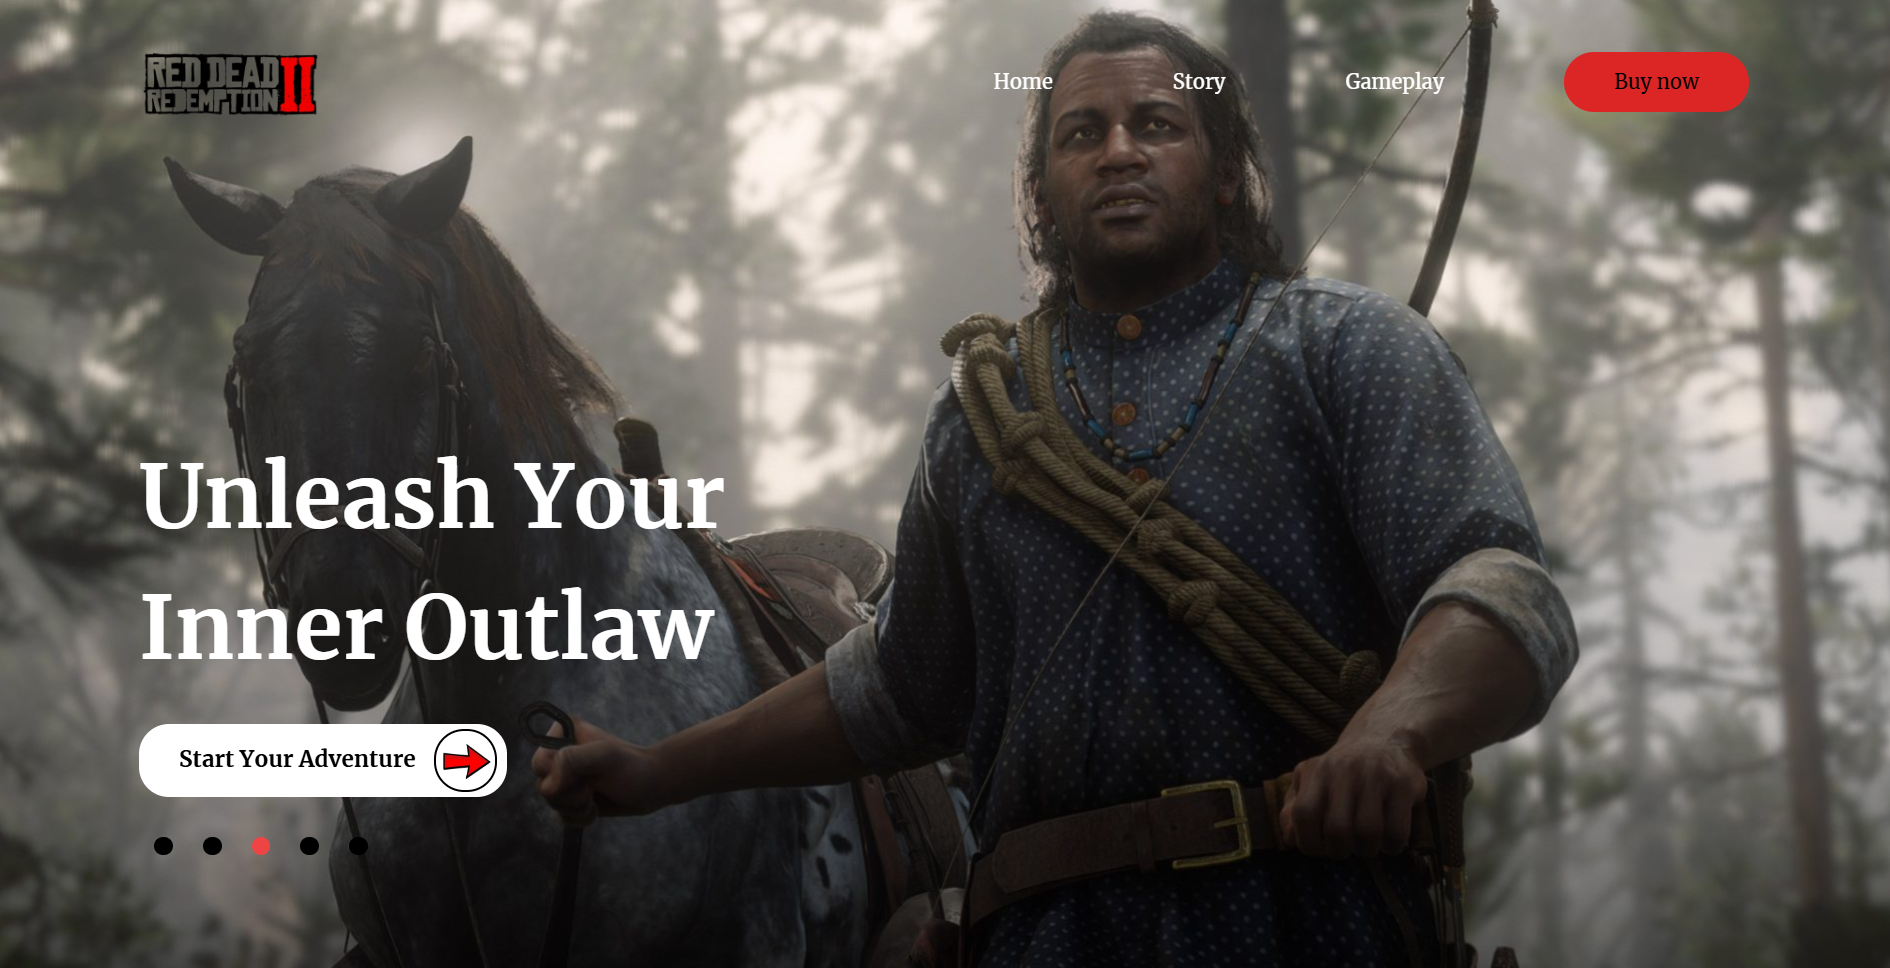 RED DEAD
REDEMPTION II
Home
Story
Gameplay
Buy now
Unleash Your
Inner Outlaw
Start Your Adventure